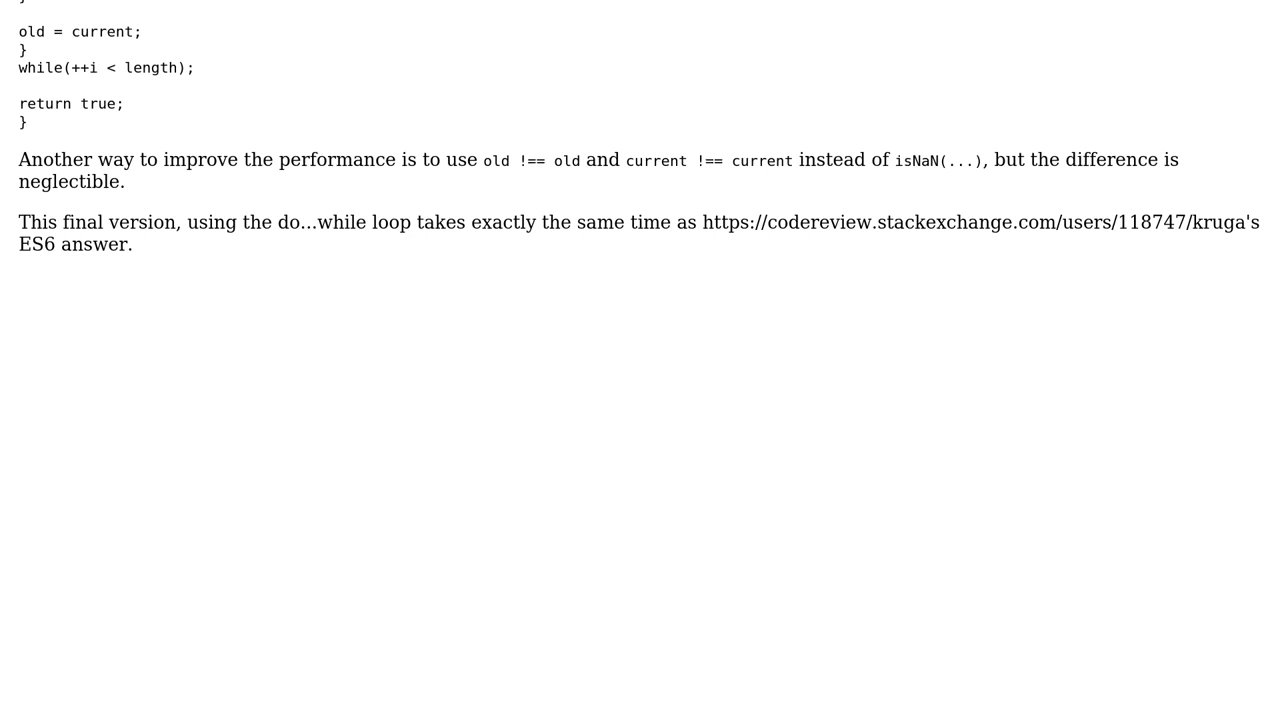 }
old = current;
}
while(++i < length);
return true;
}
Another way to improve the performance is to use old !== old and current !== current instead of isNaN(...), but the difference is
neglectible.
This final version, using the do...while loop takes exactly the same time as https://codereview.stackexchange.com/users/118747/kruga's
ES6 answer.